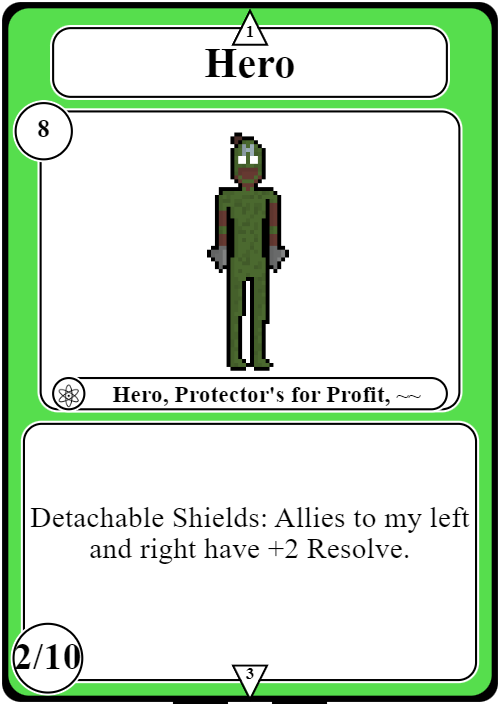 1
Hero
8
Hero, Protector's for Profit, ~~
Detachable Shields: Allies to my left
and right have +2 Resolve.
2/10
3